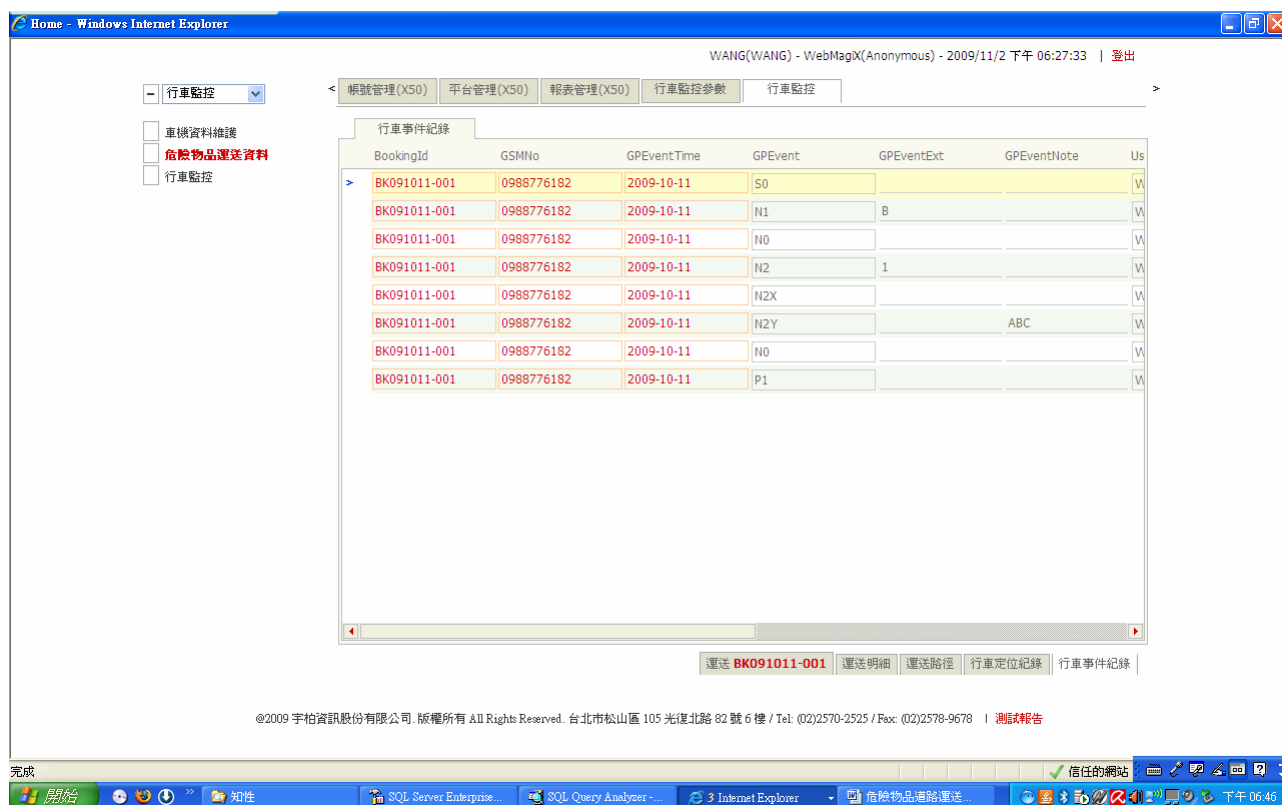 Home - Windows Internet Explorer
WANG(WANG) - WebMagiX(Anonymous) - 2009/11/2 下午 06:27:33 | 登出
行車監控
< 帳號管理(X50) 平台管理(X50) 報表管理(X50) 行車監控參數 行車監控 >
車機資料維護
危險物品運送資料
行車監控
行車事件紀錄
BookingId GSMNo GPEventTime GPEvent GPEventExt GPEventNote Us
> BK091011-001 0988776182 2009-10-11 S0 W
BK091011-001 0988776182 2009-10-11 N1 B W
BK091011-001 0988776182 2009-10-11 N0 W
BK091011-001 0988776182 2009-10-11 N2 1 W
BK091011-001 0988776182 2009-10-11 N2X W
BK091011-001 0988776182 2009-10-11 N2Y ABC W
BK091011-001 0988776182 2009-10-11 N0 W
BK091011-001 0988776182 2009-10-11 P1 W
運送 BK091011-001 運送明細 運送路徑 行車定位紀錄 行車事件紀錄
@2009 宇柏資訊股份有限公司. 版權所有 All Rights Reserved. 台北市松山區 105 光復北路 82 號 6 樓 / Tel: (02)2570-2525 / Fax: (02)2578-9678 | 測試報告
完成 信任的網站
開始 知性 SQL Server Enterprise... SQL Query Analyzer -... 3 Internet Explorer 危險物品道路運送... 下午 06:46